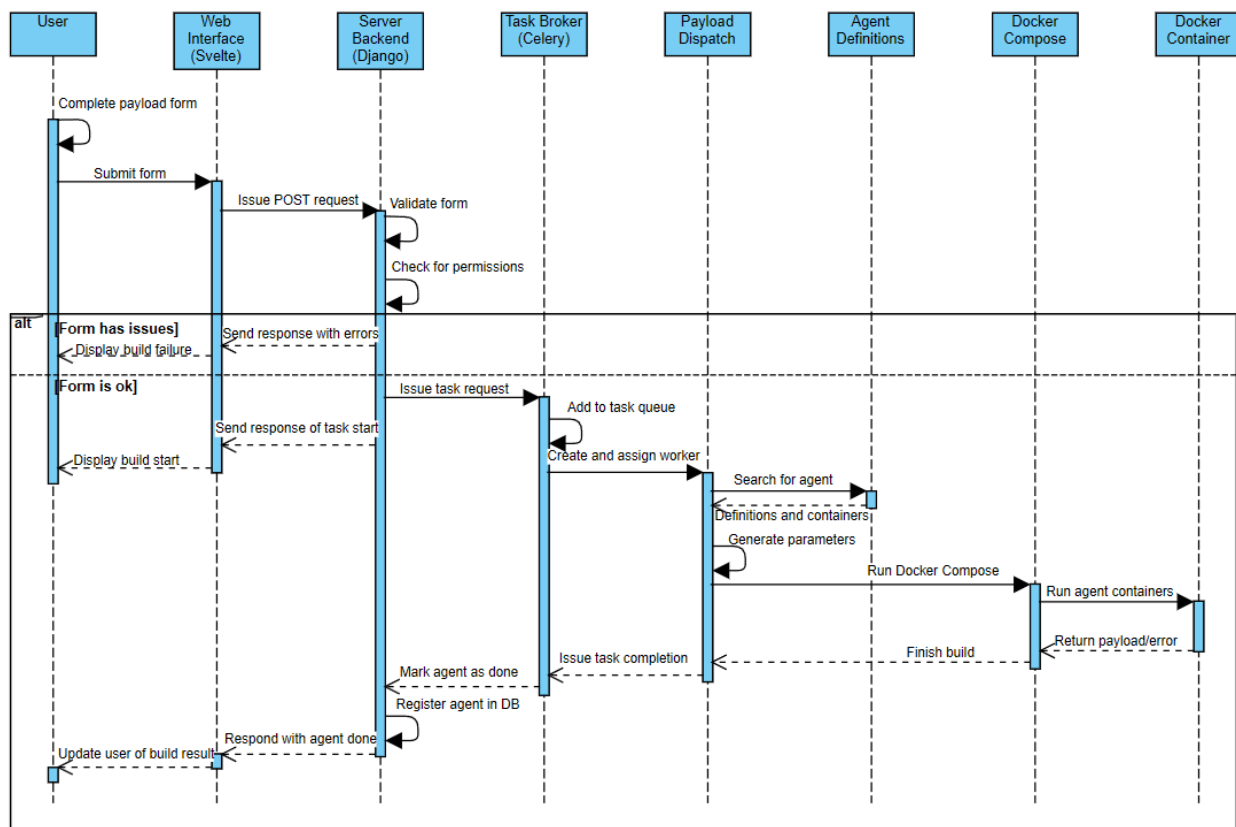 User
Web
Interface
(Svelte)
Server
Backend
(Django)
Task Broker
(Celery)
Payload
Dispatch
Agent
Definitions
Docker
Compose
Docker
Container
Complete payload form
Submit form
Issue POST request
Validate form
Check for permissions
alt
[Form has issues]
Send response with errors
Display build failure
[Form is ok]
Issue task request
Add to task queue
Send response of task start
Create and assign worker
Display build start
Search for agent
Definitions and containers
Generate parameters
Run Docker Compose
Run agent containers
Return payload/error
Finish build
Issue task completion
Mark agent as done
Register agent in DB
Respond with agent done
Update user of build result